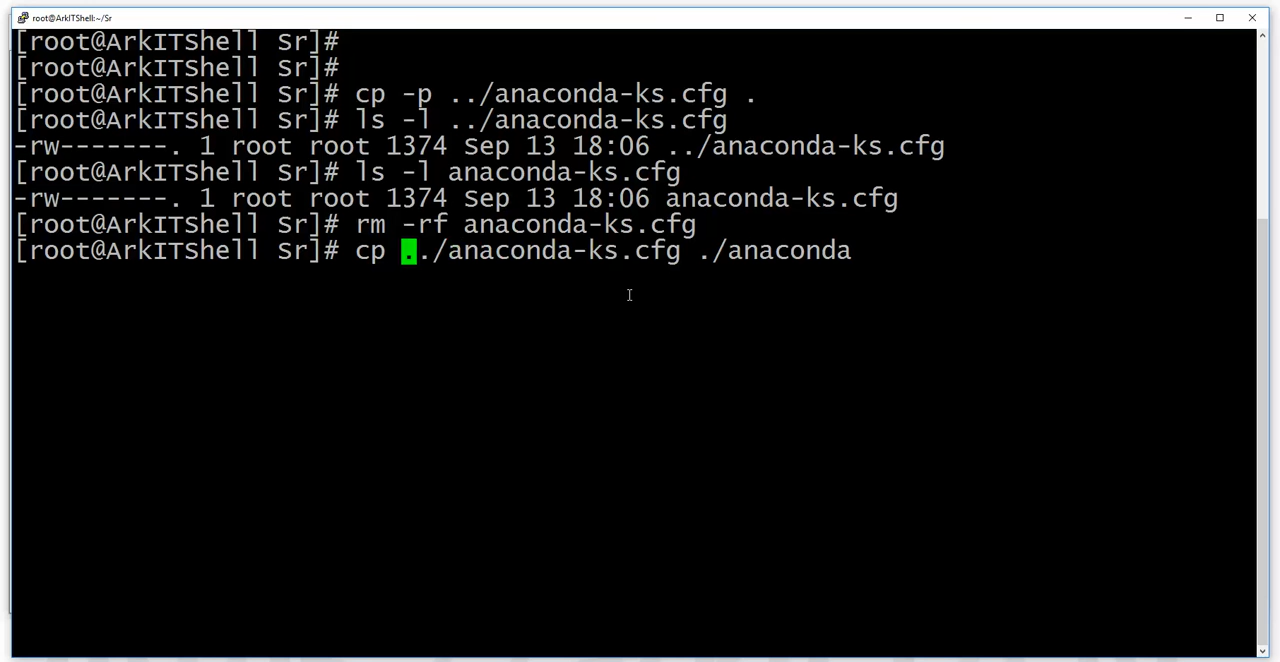 root@ArkITShell:~/Sr
[root@ArkITShell Sr]#
[root@ArkITShell Sr]#
[root@ArkITShell Sr]# cp -p ../anaconda-ks.cfg .
[root@ArkITShell Sr]# ls -l ../anaconda-ks.cfg
-rw-------. 1 root root 1374 Sep 13 18:06 ../anaconda-ks.cfg
[root@ArkITShell Sr]# ls -l anaconda-ks.cfg
-rw-------. 1 root root 1374 Sep 13 18:06 anaconda-ks.cfg
[root@ArkITShell Sr]# rm -rf anaconda-ks.cfg
[root@ArkITShell Sr]# cp ../anaconda-ks.cfg ./anaconda